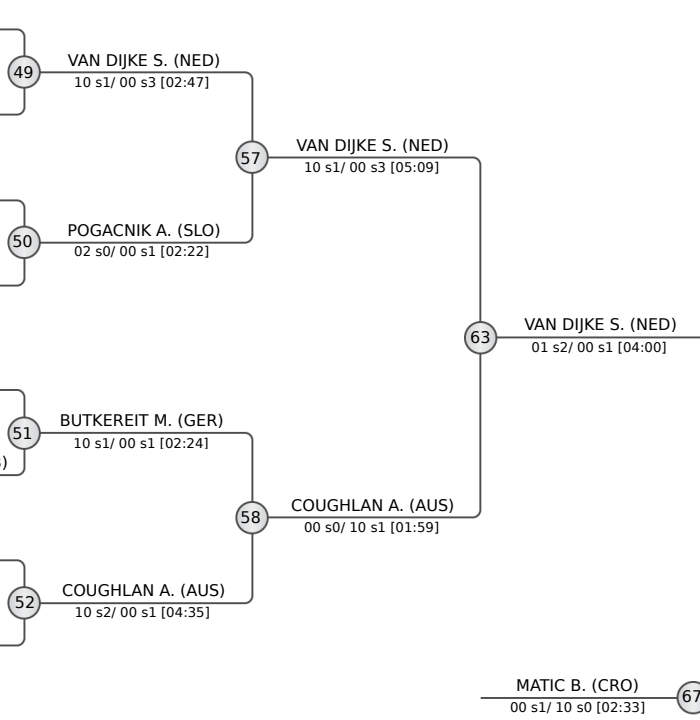 49
VAN DIJKE S. (NED)
10 s1/ 00 s3 [02:47]
57
VAN DIJKE S. (NED)
10 s1/ 00 s3 [05:09]
50
POGACNIK A. (SLO)
02 s0/ 00 s1 [02:22]
63
VAN DIJKE S. (NED)
01 s2/ 00 s1 [04:00]
51
BUTKEREIT M. (GER)
10 s1/ 00 s1 [02:24]
58
COUGHLAN A. (AUS)
00 s0/ 10 s1 [01:59]
52
COUGHLAN A. (AUS)
10 s2/ 00 s1 [04:35]
MATIC B. (CRO)
00 s1/ 10 s0 [02:33]
67